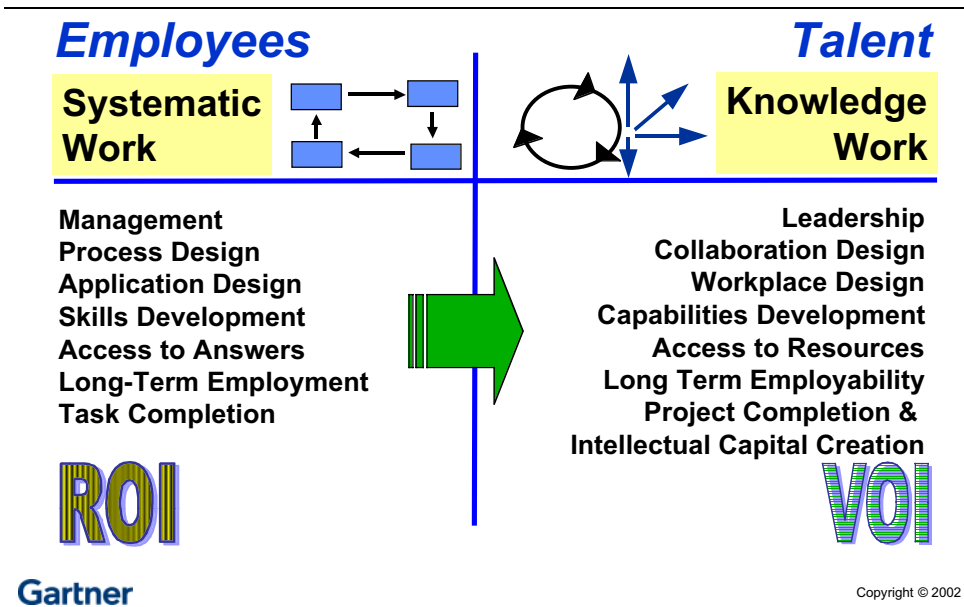 Employees
Talent
Systematic
Work
Knowledge
Work
Management
Process Design
Application Design
Skills Development
Access to Answers
Long-Term Employment
Task Completion
Leadership
Collaboration Design
Workplace Design
Capabilities Development
Access to Resources
Long Term Employability
Project Completion &
Intellectual Capital Creation
ROI
VOI
Gartner
Copyright © 2002